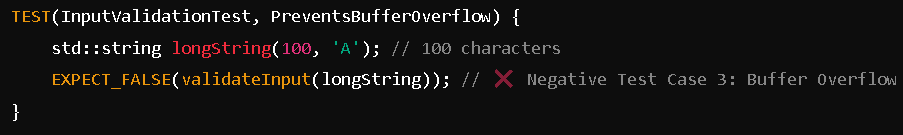 TEST(InputValidationTest, PreventsBufferOverflow) {
    std::string longString(100, 'A'); // 100 characters
    EXPECT_FALSE(validateInput(longString)); // ❌ Negative Test Case 3: Buffer Overflow
}